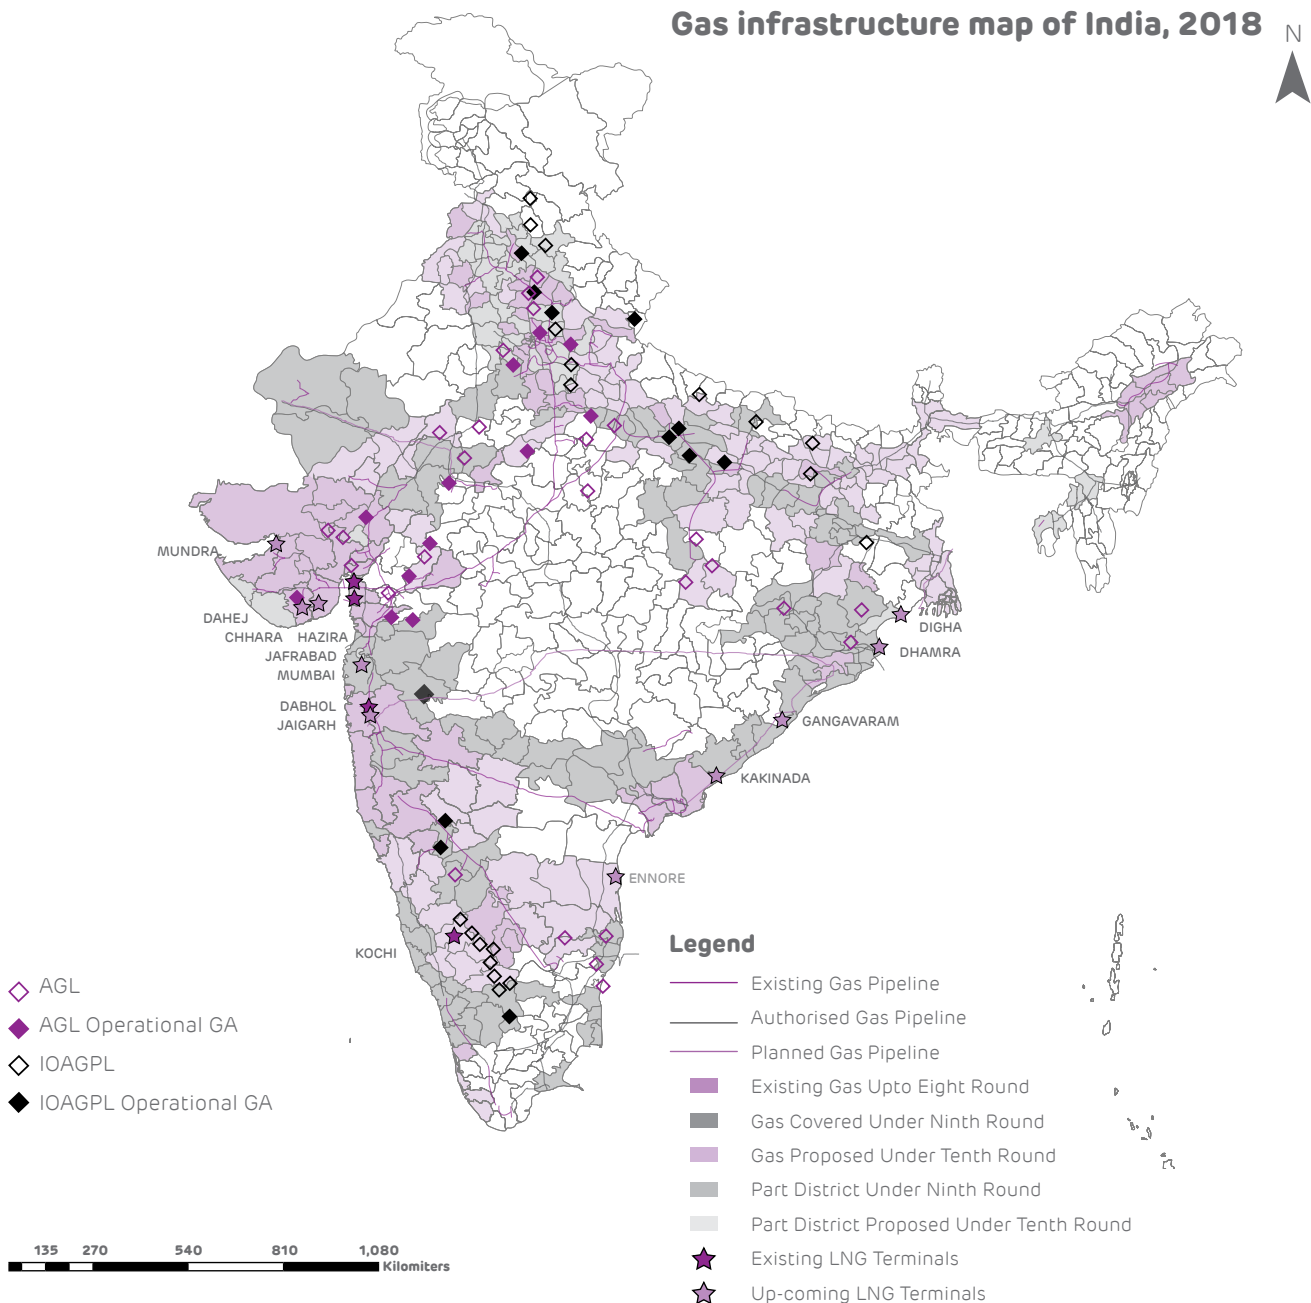 Gas infrastructure map of India, 2018
N
MUNDRA
DAHEJ
CHHARA
HAZIRA
JAFRABAD
MUMBAI
DABHOL
JAIGARH
DIGHA
DHAMRA
GANGAVARAM
KAKINADA
ENNORE
KOCHI
AGL
AGL Operational GA
IOAGPL
IOAGPL Operational GA
Legend
Existing Gas Pipeline
Authorised Gas Pipeline
Planned Gas Pipeline
Existing Gas Upto Eight Round
Gas Covered Under Ninth Round
Gas Proposed Under Tenth Round
Part District Under Ninth Round
Part District Proposed Under Tenth Round
Existing LNG Terminals
Up-coming LNG Terminals
135 270 540 810 1,080
Kilomiters